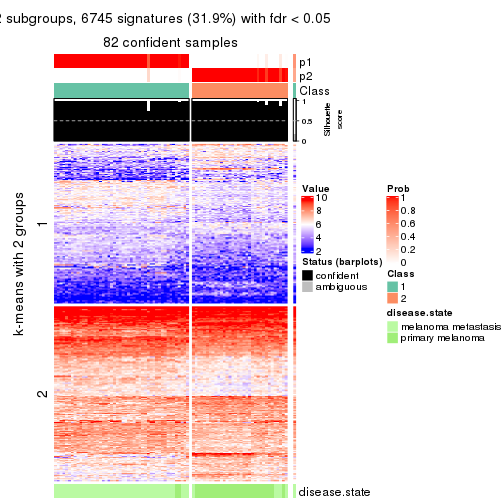 2 subgroups, 6745 signatures (31.9%) with fdr < 0.05
82 confident samples
p1
p2
Class
1
0.5
0
Silhouette
score
k-means with 2 groups
1
2
Value
10
8
6
4
2
Status (barplots)
confident
ambiguous
Prob
1
0.8
0.6
0.4
0.2
0
Class
1
2
disease.state
melanoma metastasis
primary melanoma
disease.state